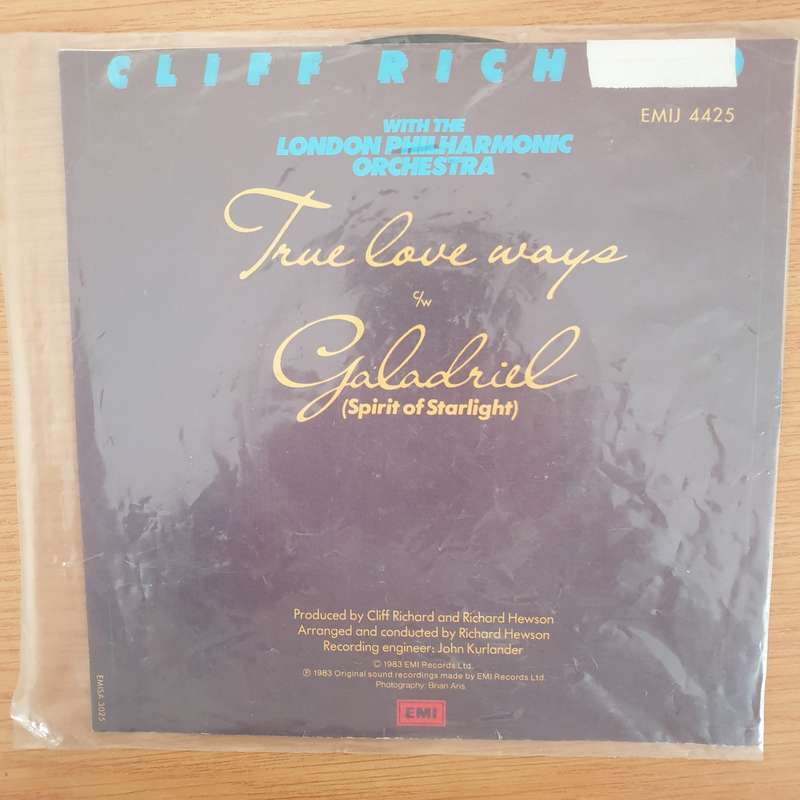 CLIFF RICH
EMIJ 4425
WITH THE
LONDON PHILHARMONIC
ORCHESTRA
True love ways
c/w
Galadriel
(Spirit of Starlight)
Produced by Cliff Richard and Richard Hewson
Arranged and conducted by Richard Hewson
Recording engineer: John Kurlander
© 1983 EMI Records Ltd.
℗ 1983 Original sound recordings made by EMI Records Ltd.
Photography: Brian Aris
EMI
EMISA 3025